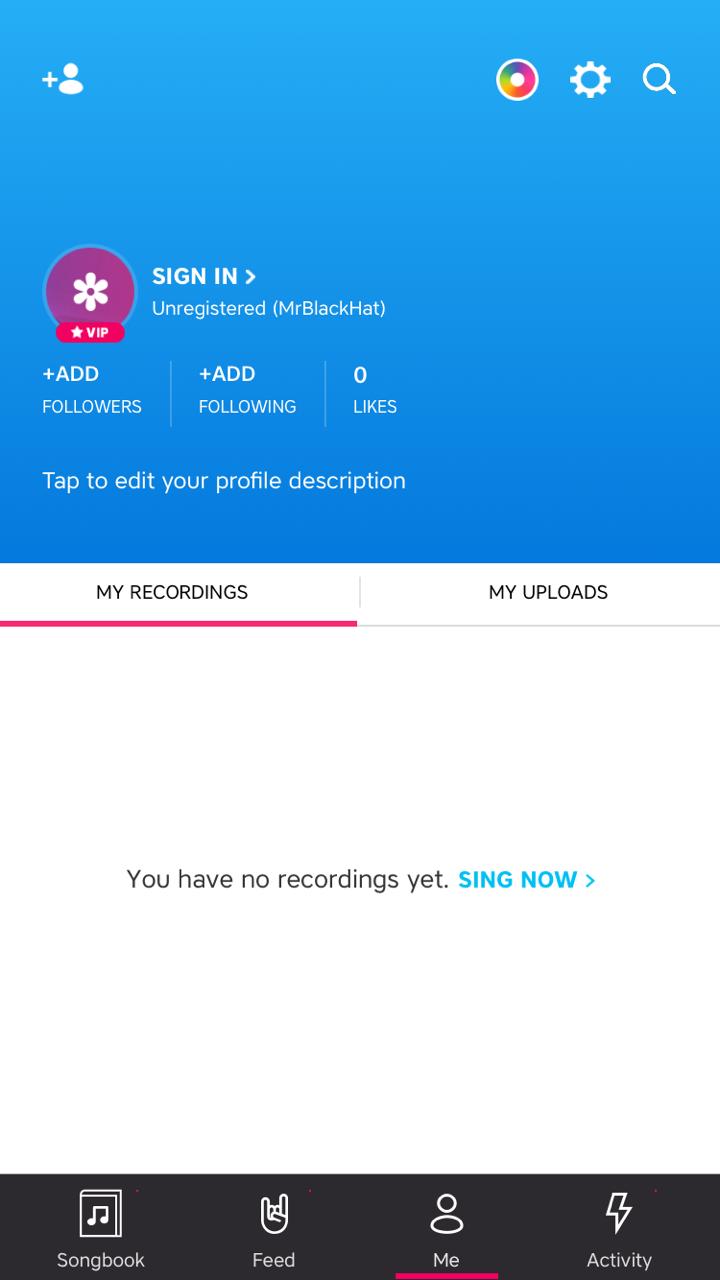 SIGN IN >
Unregistered (MrBlackHat)
VIP
+ADD
FOLLOWERS
+ADD
FOLLOWING
0
LIKES
Tap to edit your profile description
MY RECORDINGS
MY UPLOADS
You have no recordings yet. SING NOW >
Songbook
Feed
Me
Activity